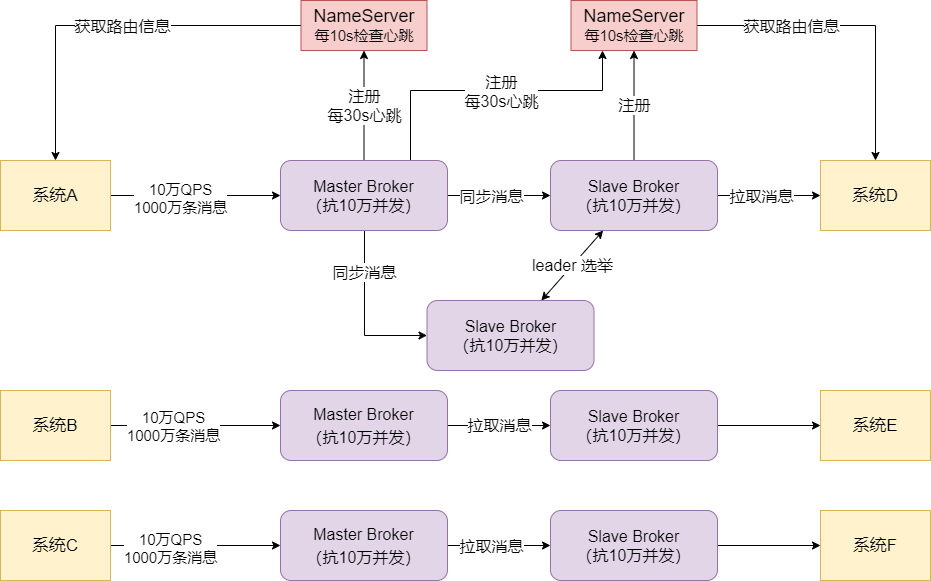 NameServer
每10s检查心跳
NameServer
每10s检查心跳
获取路由信息
获取路由信息
注册
每30s心跳
注册
每30s心跳
注册
系统A
10万QPS
1000万条消息
Master Broker
(抗10万并发)
同步消息
Slave Broker
(抗10万并发)
拉取消息
系统D
同步消息
leader 选举
Slave Broker
(抗10万并发)
系统B
10万QPS
1000万条消息
Master Broker
(抗10万并发)
拉取消息
Slave Broker
(抗10万并发)
系统E
系统C
10万QPS
1000万条消息
Master Broker
(抗10万并发)
拉取消息
Slave Broker
(抗10万并发)
系统F